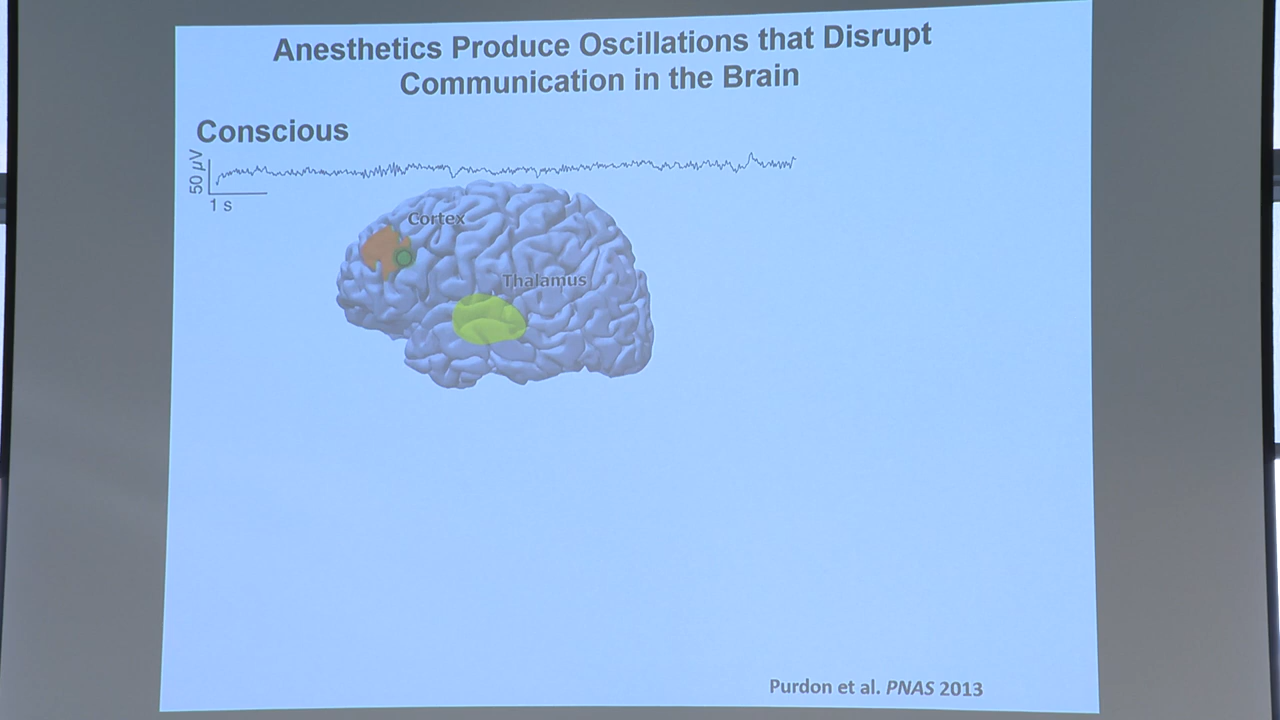 Anesthetics Produce Oscillations that Disrupt
Communication in the Brain
Conscious
50 µV
1 s
Cortex
Thalamus
Purdon et al. PNAS 2013